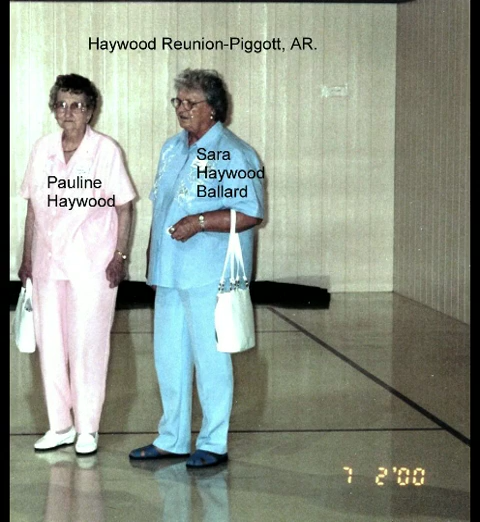 Haywood Reunion-Piggott, AR.
Sara
Haywood
Ballard
Pauline
Haywood
7 2'00